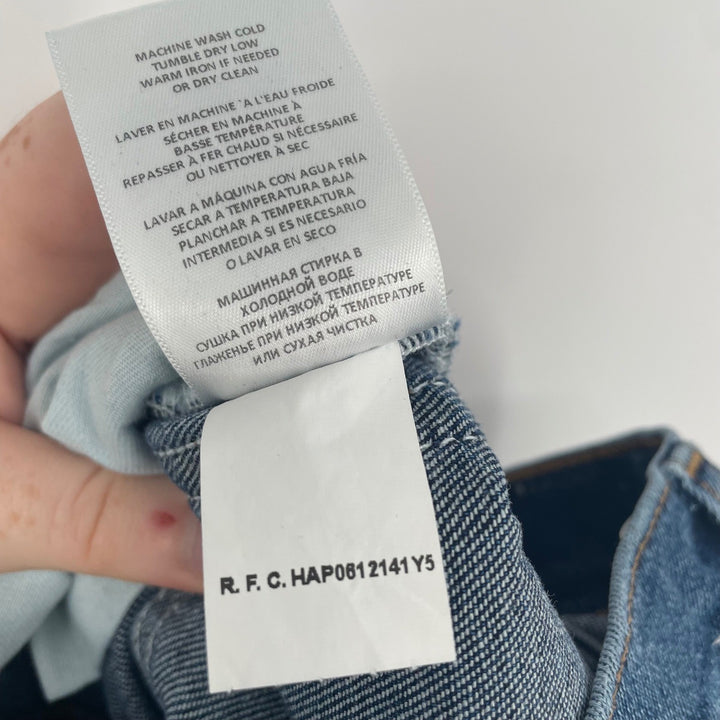 MACHINE WASH COLD
TUMBLE DRY LOW
WARM IRON IF NEEDED
OR DRY CLEAN
LAVER EN MACHINE `A L'EAU FROIDE
SÉCHER EN MACHINE À
BASSE TEMPÉRATURE
REPASSER À FER CHAUD SI NÉCESSAIRE
OU NETTOYER À SEC
LAVAR A MÁQUINA CON AGUA FRÍA
SECAR A TEMPERATURA BAJA
PLANCHAR A TEMPERATURA
INTERMEDIA SI ES NECESARIO
O LAVAR EN SECO
МАШИННАЯ СТИРКА В
ХОЛОДНОЙ ВОДЕ
СУШКА ПРИ НИЗКОЙ ТЕМПЕРАТУРЕ
ГЛАЖЕНЬЕ ПРИ НИЗКОЙ ТЕМПЕРАТУРЕ
ИЛИ СУХАЯ ЧИСТКА
R. F. C. HAP0612141Y5